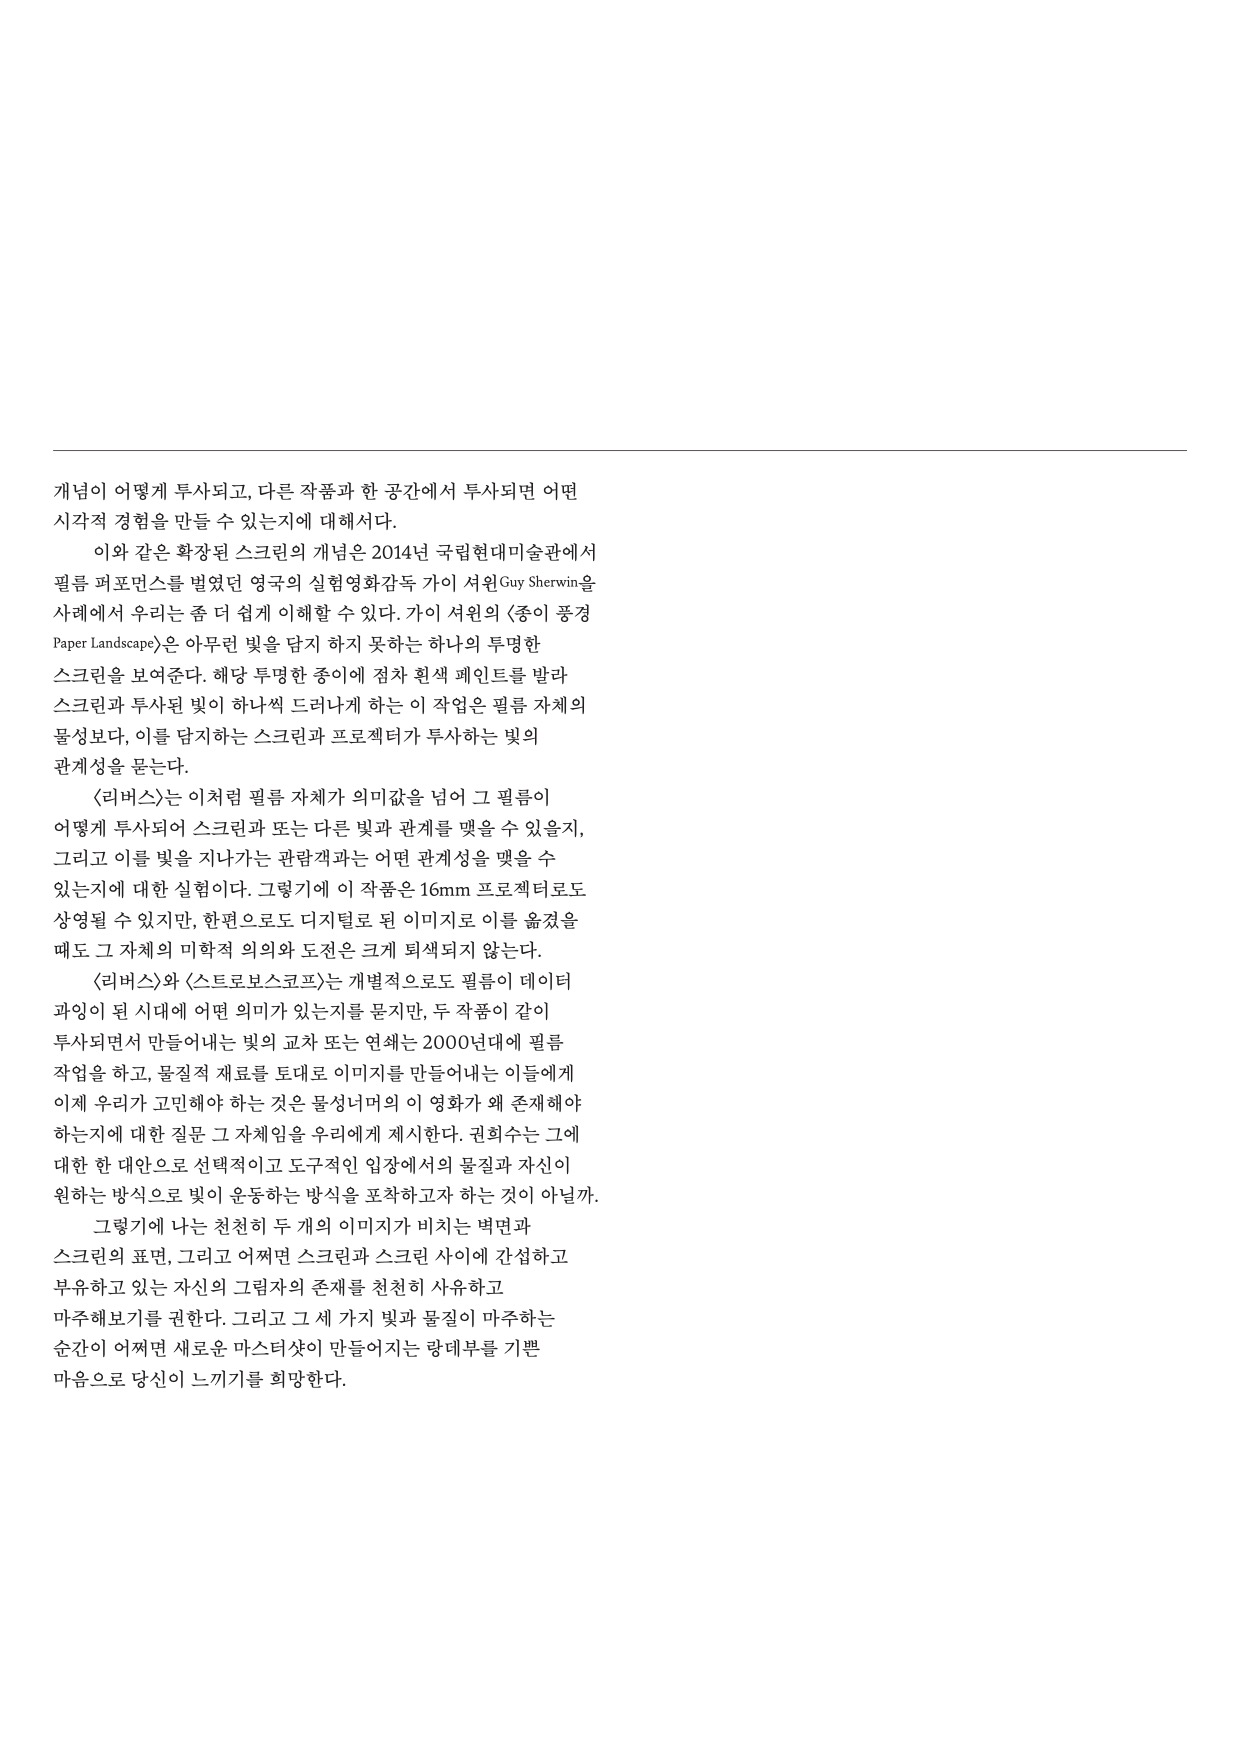 개념이 어떻게 투사되고, 다른 작품과 한 공간에서 투사되면 어떤
시각적 경험을 만들 수 있는지에 대해서다.
이와 같은 확장된 스크린의 개념은 2014년 국립현대미술관에서
필름 퍼포먼스를 벌였던 영국의 실험영화감독 가이 셔윈Guy Sherwin을
사례에서 우리는 좀 더 쉽게 이해할 수 있다. 가이 셔윈의 〈종이 풍경
Paper Landscape〉은 아무런 빛을 담지 하지 못하는 하나의 투명한
스크린을 보여준다. 해당 투명한 종이에 점차 흰색 페인트를 발라
스크린과 투사된 빛이 하나씩 드러나게 하는 이 작업은 필름 자체의
물성보다, 이를 담지하는 스크린과 프로젝터가 투사하는 빛의
관계성을 묻는다.
〈리버스〉는 이처럼 필름 자체가 의미값을 넘어 그 필름이
어떻게 투사되어 스크린과 또는 다른 빛과 관계를 맺을 수 있을지,
그리고 이를 빛을 지나가는 관람객과는 어떤 관계성을 맺을 수
있는지에 대한 실험이다. 그렇기에 이 작품은 16mm 프로젝터로도
상영될 수 있지만, 한편으로도 디지털로 된 이미지로 이를 옮겼을
때도 그 자체의 미학적 의의와 도전은 크게 퇴색되지 않는다.
〈리버스〉와 〈스트로보스코프〉는 개별적으로도 필름이 데이터
과잉이 된 시대에 어떤 의미가 있는지를 묻지만, 두 작품이 같이
투사되면서 만들어내는 빛의 교차 또는 연쇄는 2000년대에 필름
작업을 하고, 물질적 재료를 토대로 이미지를 만들어내는 이들에게
이제 우리가 고민해야 하는 것은 물성너머의 이 영화가 왜 존재해야
하는지에 대한 질문 그 자체임을 우리에게 제시한다. 권희수는 그에
대한 한 대안으로 선택적이고 도구적인 입장에서의 물질과 자신이
원하는 방식으로 빛이 운동하는 방식을 포착하고자 하는 것이 아닐까.
그렇기에 나는 천천히 두 개의 이미지가 비치는 벽면과
스크린의 표면, 그리고 어쩌면 스크린과 스크린 사이에 간섭하고
부유하고 있는 자신의 그림자의 존재를 천천히 사유하고
마주해보기를 권한다. 그리고 그 세 가지 빛과 물질이 마주하는
순간이 어쩌면 새로운 마스터샷이 만들어지는 랑데부를 기쁜
마음으로 당신이 느끼기를 희망한다.